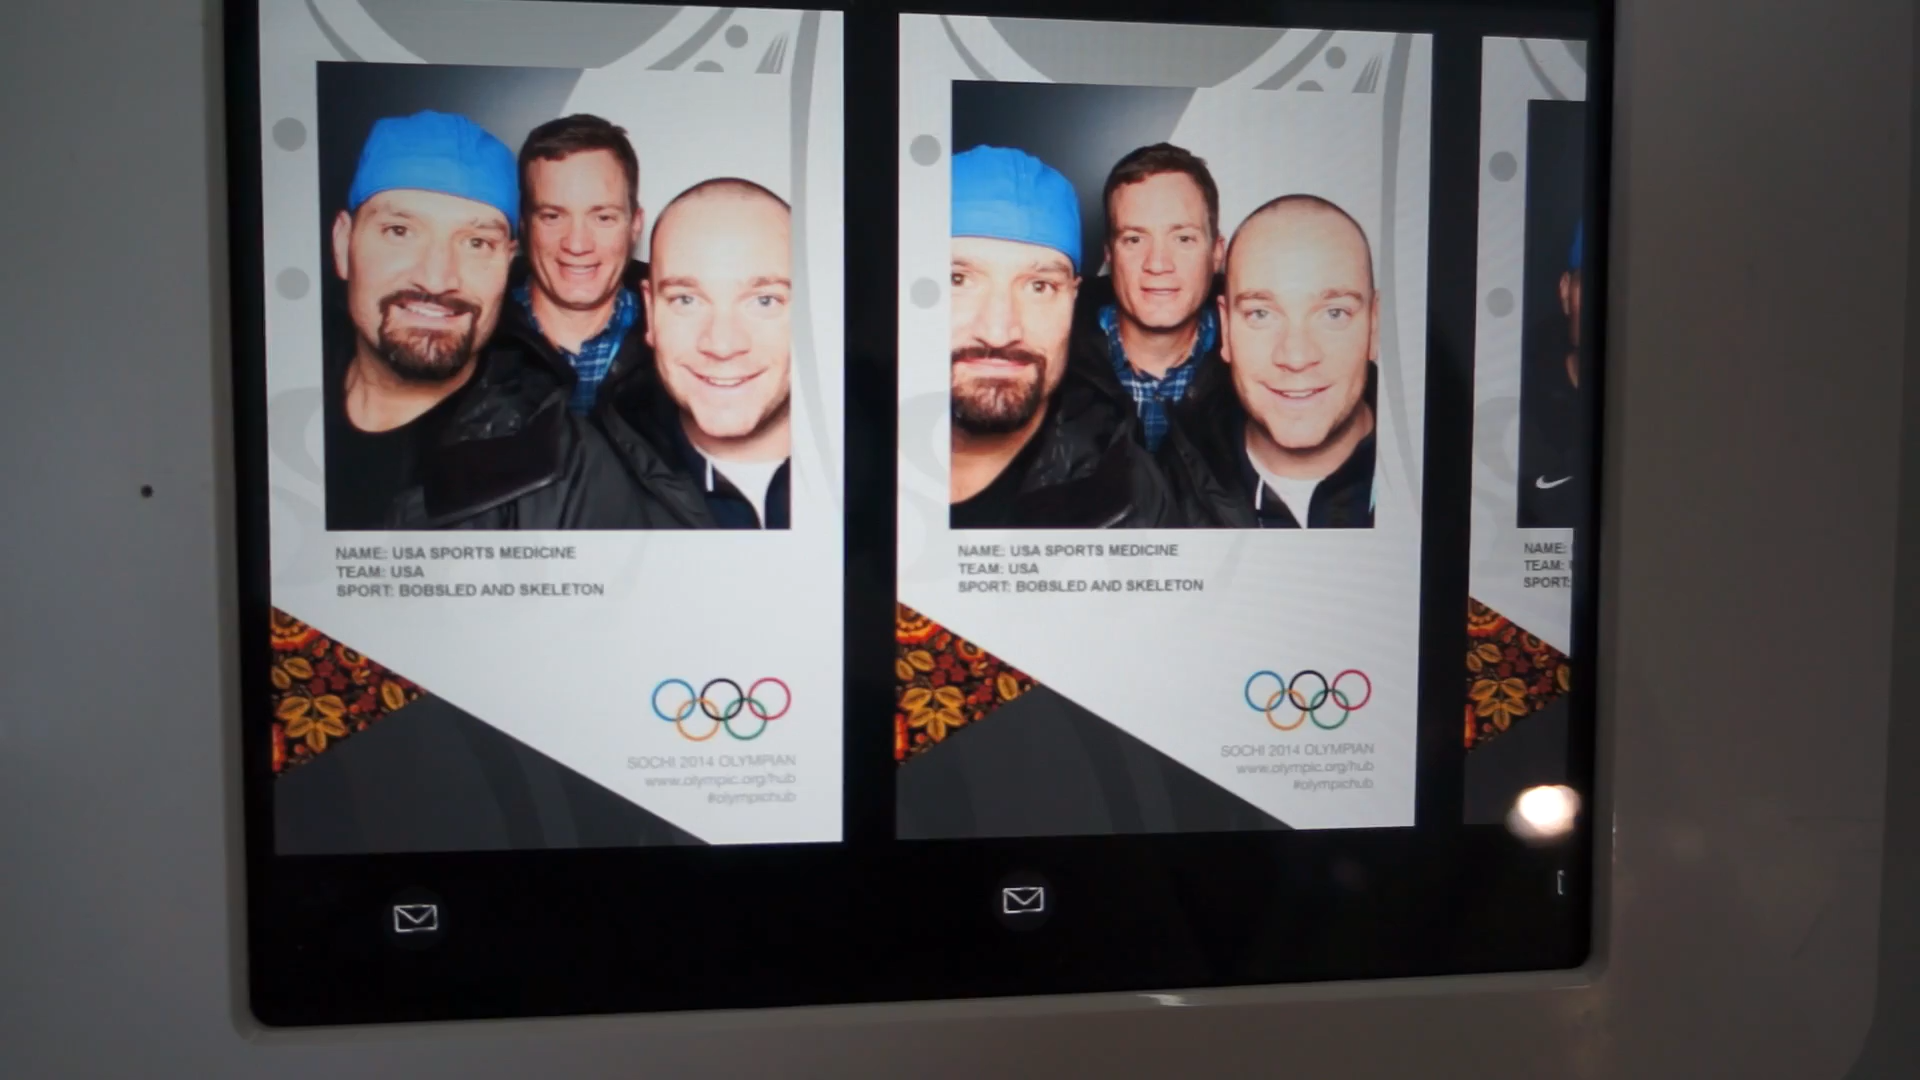 NAME: USA SPORTS MEDICINE
TEAM: USA
SPORT: BOBSLED AND SKELETON
SOCHI 2014 OLYMPIAN
www.olympic.org/hub
#olympichub
NAME: USA SPORTS MEDICINE
TEAM: USA
SPORT: BOBSLED AND SKELETON
SOCHI 2014 OLYMPIAN
www.olympic.org/hub
#olympichub
NAME:
TEAM:
SPORT: